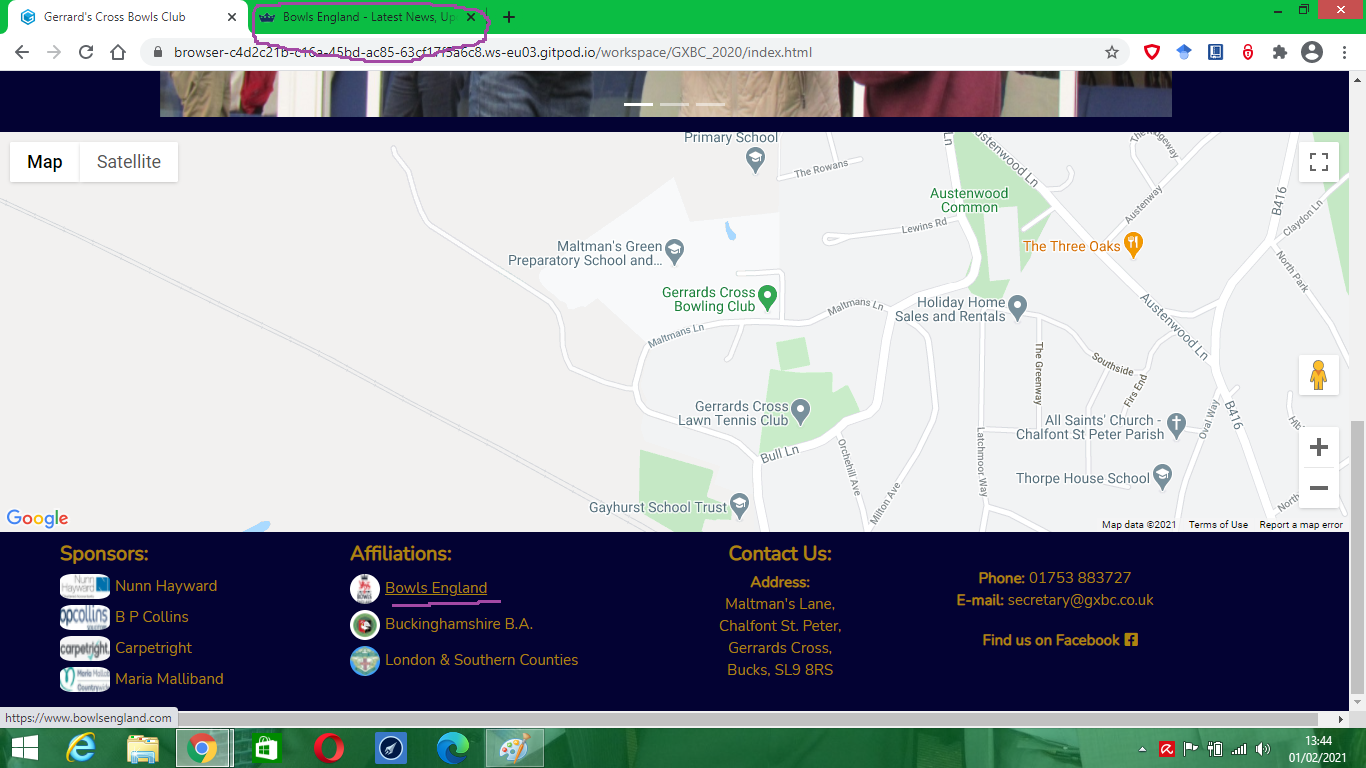 Gerrard's Cross Bowls Club
Bowls England - Latest News, Up
browser-c4d2c21b-c16a-45bd-ac85-63cf17f5a6c8.ws-eu03.gitpod.io/workspace/GXBC_2020/index.html
Map
Satellite
Primary School
The Rowans
Ln
Austenwood Ln
Austenwood
Common
Lewins Rd
Austenway
B416
Claydon Ln
North Park
The Three Oaks
Maltman's Green
Preparatory School and...
Gerrards Cross
Bowling Club
Maltmans Ln
Maltmans Ln
Holiday Home
Sales and Rentals
Austenwood Ln
The Greenway
Southside
Firs End
Gerrards Cross
Lawn Tennis Club
Bull Ln
Orchehill Ave
Milton Ave
Latchmoor Way
All Saints' Church -
Chalfont St Peter Parish
Oval Way
B416
Thorpe House School
Gayhurst School Trust
Google
Map data ©2021
Terms of Use
Report a map error
Sponsors:
Nunn Hayward
B P Collins
Carpetright
Maria Malliband
Affiliations:
Bowls England
Buckinghamshire B.A.
London & Southern Counties
Contact Us:
Address:
Maltman's Lane,
Chalfont St. Peter,
Gerrards Cross,
Bucks, SL9 8RS
Phone: 01753 883727
E-mail: secretary@gxbc.co.uk
Find us on Facebook
https://www.bowlsengland.com
13:44
01/02/2021